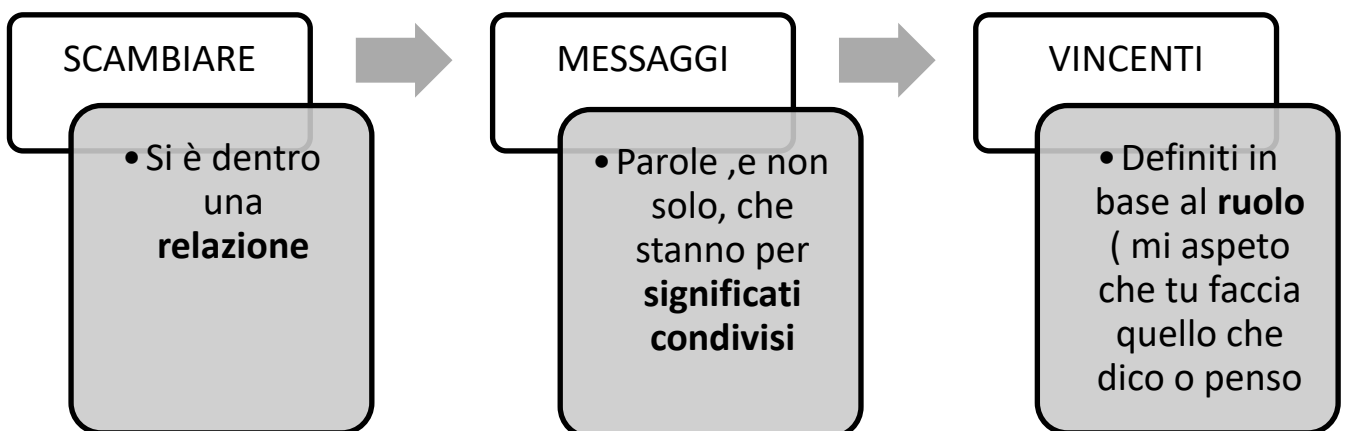 SCAMBIARE
• Si è dentro
una
relazione
MESSAGGI
• Parole ,e non
solo, che
stanno per
significati
condivisi
VINCENTI
• Definiti in
base al ruolo
( mi aspeto
che tu faccia
quello che
dico o penso